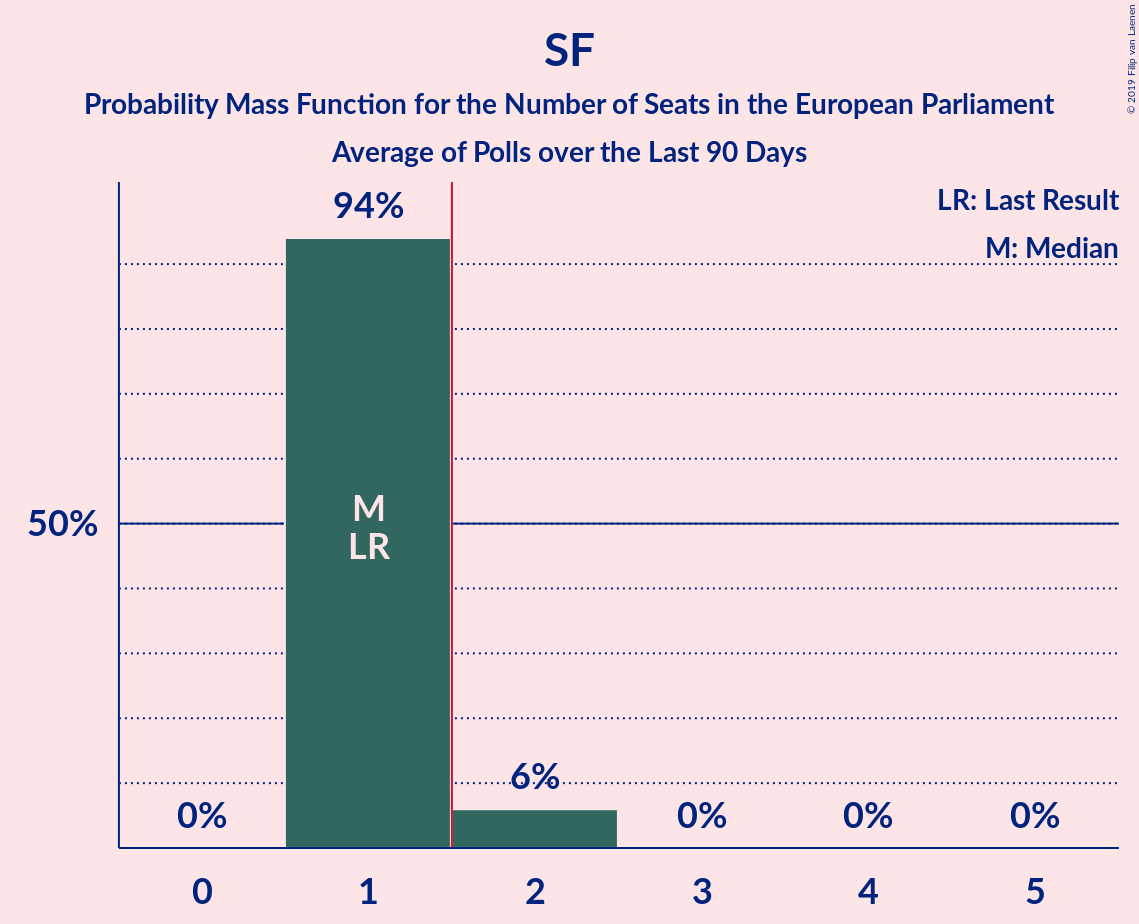 SF
Probability Mass Function for the Number of Seats in the European Parliament
Average of Polls over the Last 90 Days
© 2019 Filip van Laenen
LR: Last Result
M: Median
94%
M
LR
50%
6%
0%
0%
0%
0%
0 1 2 3 4 5